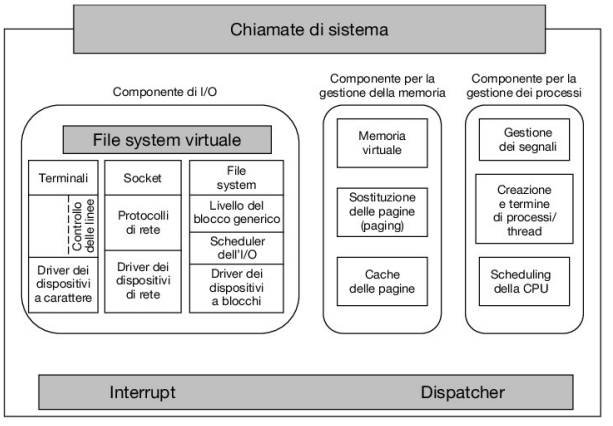 Chiamate di sistema
Componente di I/O
Componente per la
gestione della memoria
Componente per la
gestione dei processi
File system virtuale
Terminali
Controllo
delle linee
Driver dei
dispositivi
a carattere
Socket
Protocolli
di rete
Driver dei
dispositivi
di rete
File
system
Livello del
blocco generico
Scheduler
dell'I/O
Driver dei
dispositivi
a blocchi
Memoria
virtuale
Sostituzione
delle pagine
(paging)
Cache
delle pagine
Gestione
dei segnali
Creazione
e termine
di processi/
thread
Scheduling
della CPU
Interrupt
Dispatcher